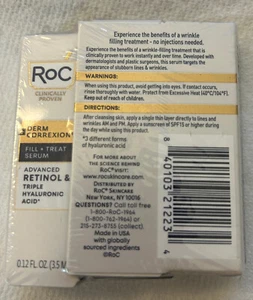 RoC
CLINICALLY
PROVEN
DERM
CORREXION
FILL + TREAT
SERUM
ADVANCED
RETINOL &
TRIPLE
HYALURONIC
ACID*
0.12 FL. OZ. (3.5 M
Experience the benefits of a wrinkle
filling treatment - no injections needed.
Experience the benefits of a wrinkle-filling treatment that is
clinically proven to work instantly and over time. Developed with
dermatologists and plastic surgeons, this serum targets the
appearance of stubborn lines & wrinkles.
WARNINGS:
When using this product, avoid getting into eyes. If contact occurs,
rinse thoroughly with water. Protect from Excessive Heat (40°C/104°F).
Keep out of reach of children.
After cleansing skin, apply a single thin layer directly to lines and
wrinkles AM and PM. Apply a sunscreen of SPF15 or higher during
the day while using this product.
*3 different forms
of hyaluronic acid
FOR MORE ABOUT
THE SCIENCE BEHIND
RoC® VISIT:
www.rocskincare.com
DISTRIBUTED BY
RoC® SKINCARE
NEW YORK, NY 10016
QUESTIONS? Call toll free
1-800-RoC-1964
(1-800-762-1964) or
215-273-8755 (collect)
Made in USA
with globally
sourced ingredients
©RoC